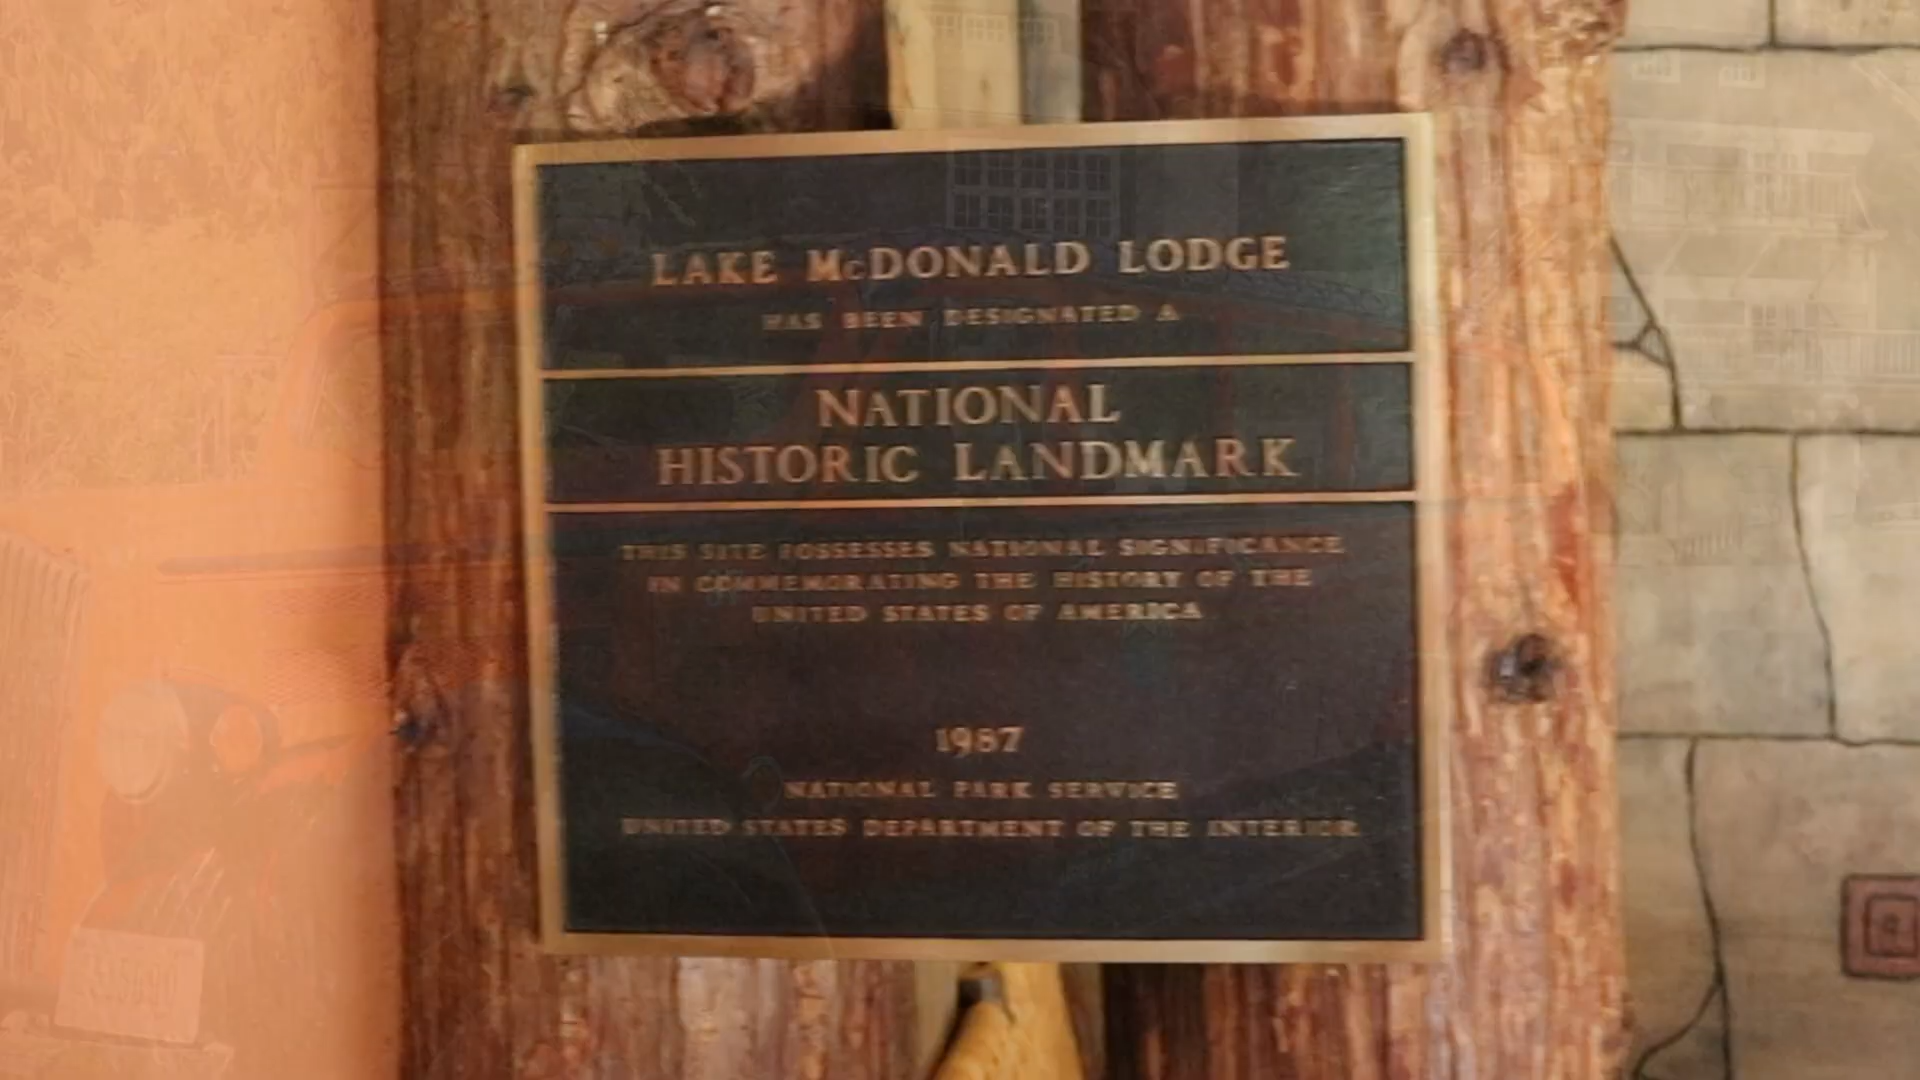 LAKE McDONALD LODGE
HAS BEEN DESIGNATED A
NATIONAL
HISTORIC LANDMARK
THIS SITE POSSESSES NATIONAL SIGNIFICANCE
IN COMMEMORATING THE HISTORY OF THE
UNITED STATES OF AMERICA
1987
NATIONAL PARK SERVICE
UNITED STATES DEPARTMENT OF THE INTERIOR